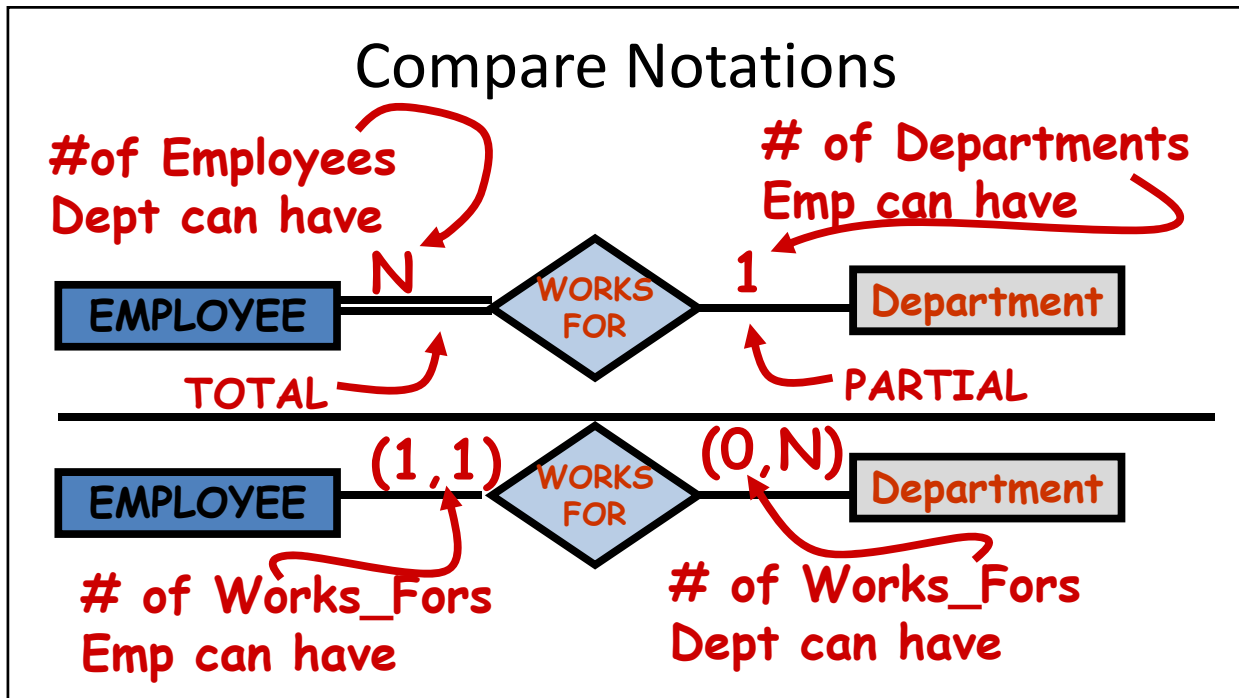 Compare Notations
#of Employees
Dept can have
# of Departments
Emp can have
N
1
EMPLOYEE
WORKS
FOR
Department
TOTAL
PARTIAL
(1,1)
(0,N)
EMPLOYEE
WORKS
FOR
Department
# of Works_Fors
Emp can have
# of Works_Fors
Dept can have